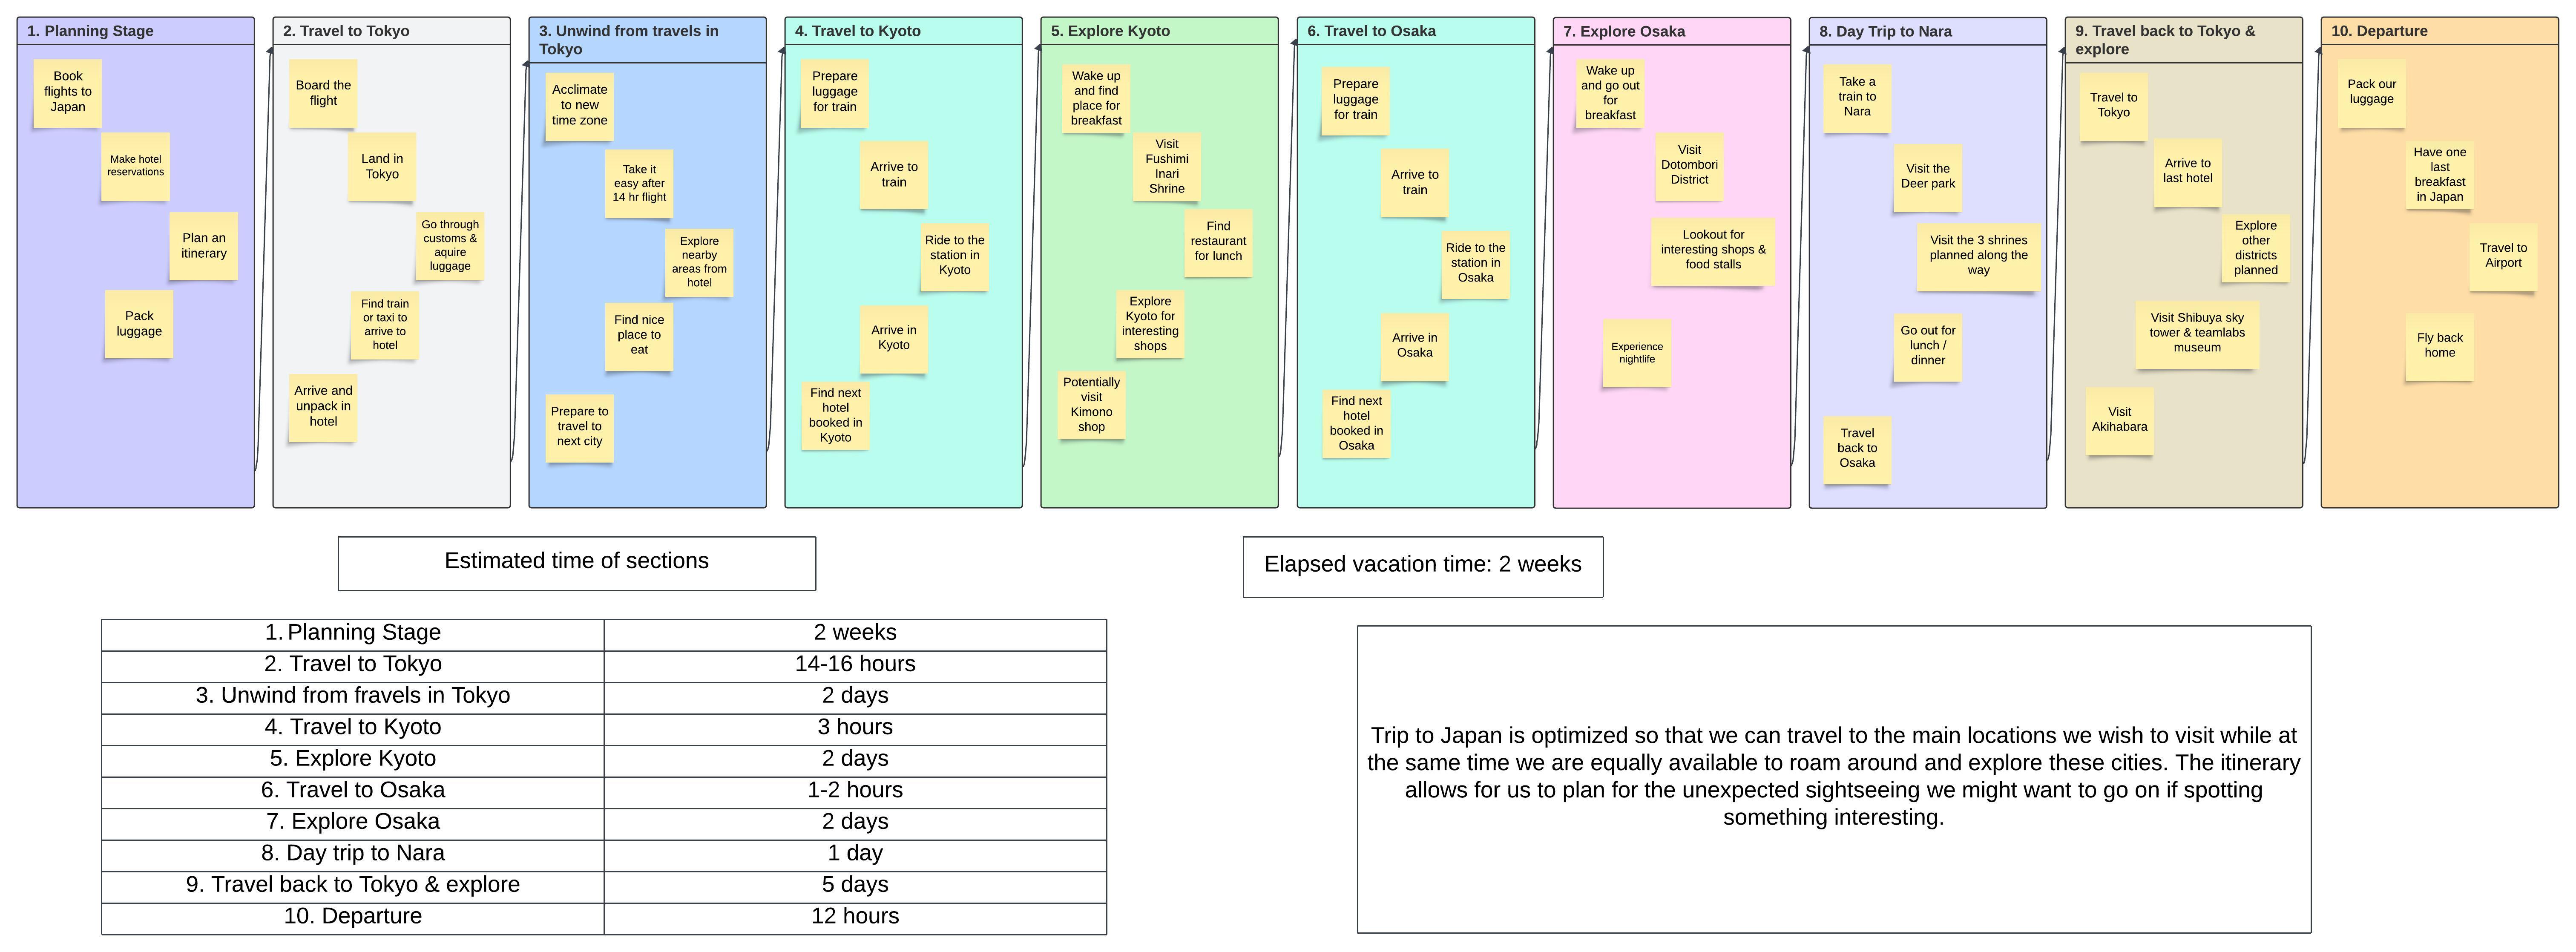 1. Planning Stage
Book
flights to
Japan
Make hotel
reservations
Plan an
itinerary
Pack
luggage
2. Travel to Tokyo
Board the
flight
Land in
Tokyo
Go through
customs &
aquire
luggage
Find train
or taxi to
arrive to
hotel
Arrive and
unpack in
hotel
3. Unwind from travels in
Tokyo
Acclimate
to new
time zone
Take it
easy after
14 hr flight
Explore
nearby
areas from
hotel
Find nice
place to
eat
Prepare to
travel to
next city
4. Travel to Kyoto
Prepare
luggage
for train
Arrive to
train
Ride to the
station in
Kyoto
Arrive in
Kyoto
Find next
hotel
booked in
Kyoto
5. Explore Kyoto
Wake up
and find
place for
breakfast
Visit
Fushimi
Inari
Shrine
Find
restaurant
for lunch
Explore
Kyoto for
interesting
shops
Potentially
visit
Kimono
shop
6. Travel to Osaka
Prepare
luggage
for train
Arrive to
train
Ride to the
station in
Osaka
Arrive in
Osaka
Find next
hotel
booked in
Osaka
7. Explore Osaka
Wake up
and go out
for
breakfast
Visit
Dotombori
District
Lookout for
interesting shops &
food stalls
Experience
nightlife
8. Day Trip to Nara
Take a
train to
Nara
Visit the
Deer park
Visit the 3 shrines
planned along the
way
Go out for
lunch /
dinner
Travel
back to
Osaka
9. Travel back to Tokyo &
explore
Travel to
Tokyo
Arrive to
last hotel
Explore
other
districts
planned
Visit Shibuya sky
tower & teamlabs
museum
Visit
Akihabara
10. Departure
Pack our
luggage
Have one
last
breakfast
in Japan
Travel to
Airport
Fly back
home
Estimated time of sections
Elapsed vacation time: 2 weeks
1. Planning Stage 2 weeks
2. Travel to Tokyo 14-16 hours
3. Unwind from fravels in Tokyo 2 days
4. Travel to Kyoto 3 hours
5. Explore Kyoto 2 days
6. Travel to Osaka 1-2 hours
7. Explore Osaka 2 days
8. Day trip to Nara 1 day
9. Travel back to Tokyo & explore 5 days
10. Departure 12 hours
Trip to Japan is optimized so that we can travel to the main locations we wish to visit while at
the same time we are equally available to roam around and explore these cities. The itinerary
allows for us to plan for the unexpected sightseeing we might want to go on if spotting
something interesting.